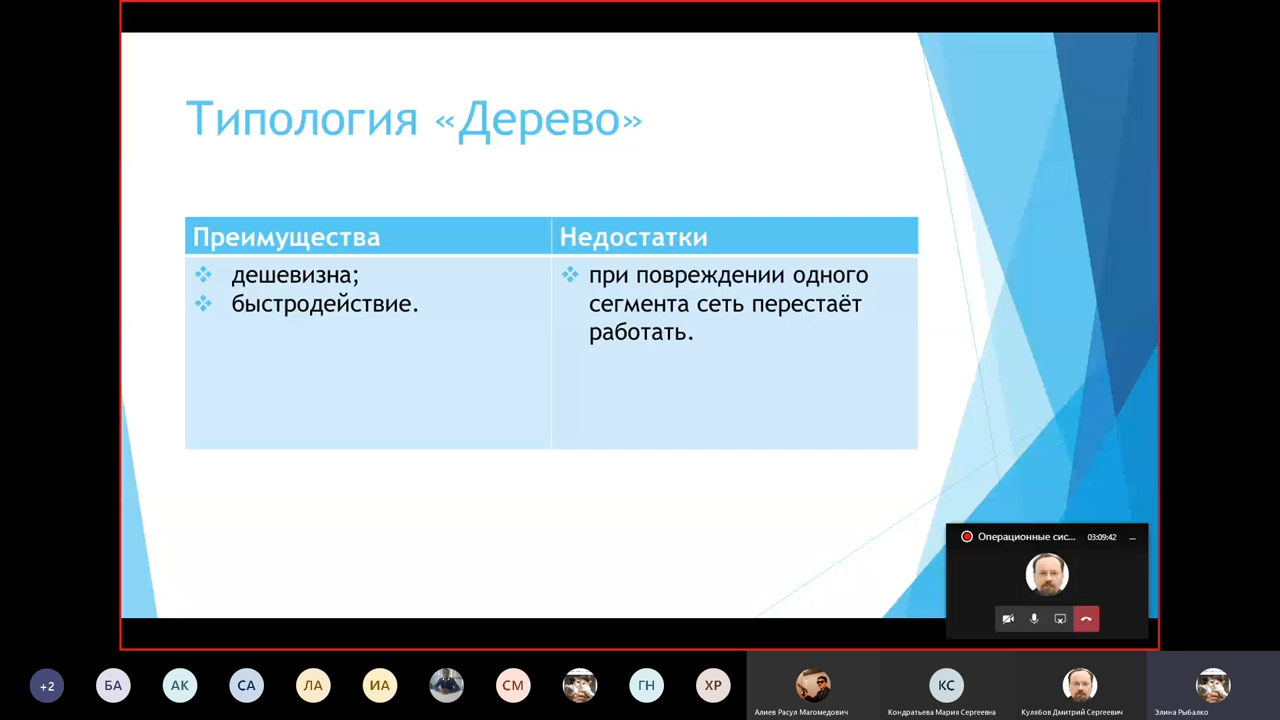 Типология «Дерево»
Преимущества
Недостатки
дешевизна;
быстродействие.
при повреждении одного
сегмента сеть перестаёт
работать.
Операционные сис... 03:09:42
+2 БА АК СА ЛА ИА СМ ГН ХР КС
Алиев Расул Магомедович
Кондратьева Мария Сергеевна
Кулябов Дмитрий Сергеевич
Элина Рыбалко